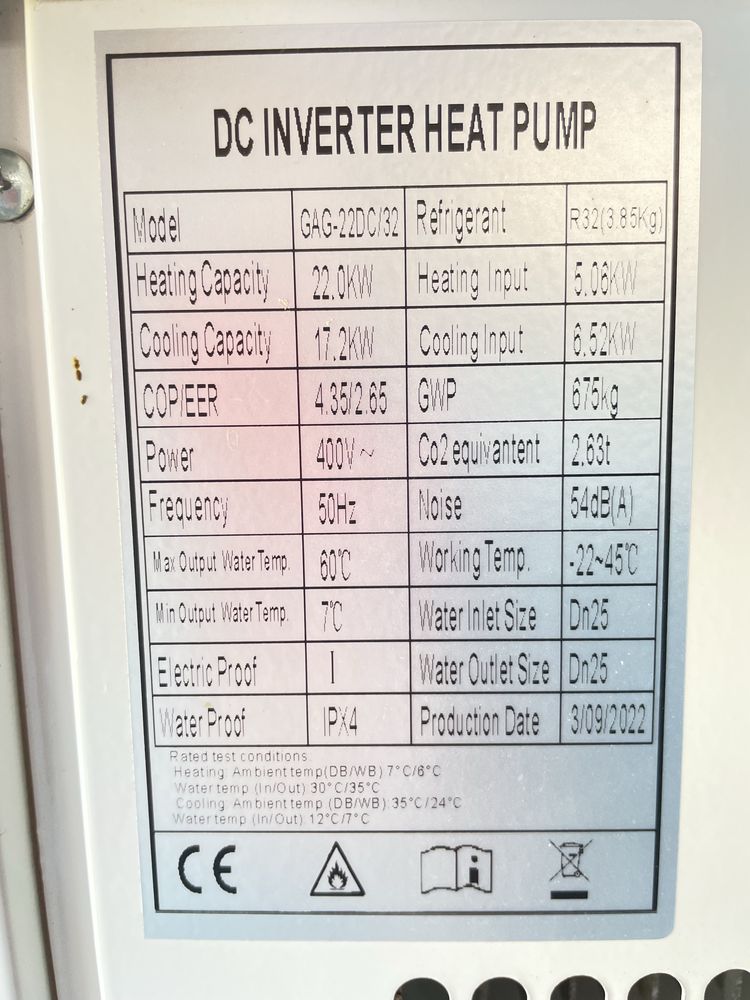 DC INVERTER HEAT PUMP
Model GAG-22DC/32 Refrigerant R32(3.85Kg)
Heating Capacity 22.0KW Heating Input 5.06KW
Cooling Capacity 17.2KW Cooling Input 6.52KW
COP/EER 4.35/2.65 GWP 675kg
Power 400V～ Co2 equivantent 2.63t
Frequency 50Hz Noise 54dB(A)
Max Output Water Temp. 60℃ Working Temp. -22~45℃
Min Output Water Temp. 7℃ Water Inlet Size Dn25
Electric Proof I Water Outlet Size Dn25
Water Proof IPX4 Production Date 3/09/2022
Rated test conditions:
Heating: Ambient temp(DB/WB) 7°C/6°C
Water temp (In/Out) 30°C/35°C
Cooling: Ambient temp (DB/WB):35°C/24°C
Water temp (In/Out) 12°C/7°C
CE